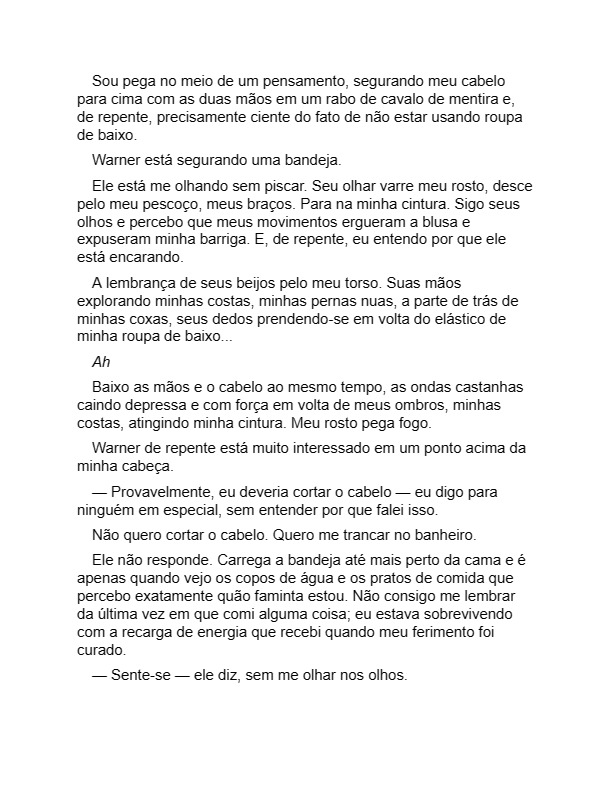 Sou pega no meio de um pensamento, segurando meu cabelo
para cima com as duas mãos em um rabo de cavalo de mentira e,
de repente, precisamente ciente do fato de não estar usando roupa
de baixo.
Warner está segurando uma bandeja.
Ele está me olhando sem piscar. Seu olhar varre meu rosto, desce
pelo meu pescoço, meus braços. Para na minha cintura. Sigo seus
olhos e percebo que meus movimentos ergueram a blusa e
expuseram minha barriga. E, de repente, eu entendo por que ele
está encarando.
A lembrança de seus beijos pelo meu torso. Suas mãos
explorando minhas costas, minhas pernas nuas, a parte de trás de
minhas coxas, seus dedos prendendo-se em volta do elástico de
minha roupa de baixo...
Ah
Baixo as mãos e o cabelo ao mesmo tempo, as ondas castanhas
caindo depressa e com força em volta de meus ombros, minhas
costas, atingindo minha cintura. Meu rosto pega fogo.
Warner de repente está muito interessado em um ponto acima da
minha cabeça.
— Provavelmente, eu deveria cortar o cabelo — eu digo para
ninguém em especial, sem entender por que falei isso.
Não quero cortar o cabelo. Quero me trancar no banheiro.
Ele não responde. Carrega a bandeja até mais perto da cama e é
apenas quando vejo os copos de água e os pratos de comida que
percebo exatamente quão faminta estou. Não consigo me lembrar
da última vez em que comi alguma coisa; eu estava sobrevivendo
com a recarga de energia que recebi quando meu ferimento foi
curado.
— Sente-se — ele diz, sem me olhar nos olhos.